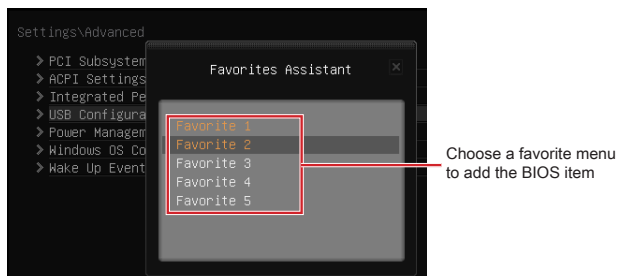 Settings\Advanced
> PCI Subsystem
> ACPI Settings
> Integrated Pe
> USB Configura
> Power Managem
> Windows OS Co
> Wake Up Event
Favorites Assistant
Favorite 1
Favorite 2
Favorite 3
Favorite 4
Favorite 5
Choose a favorite menu
to add the BIOS item